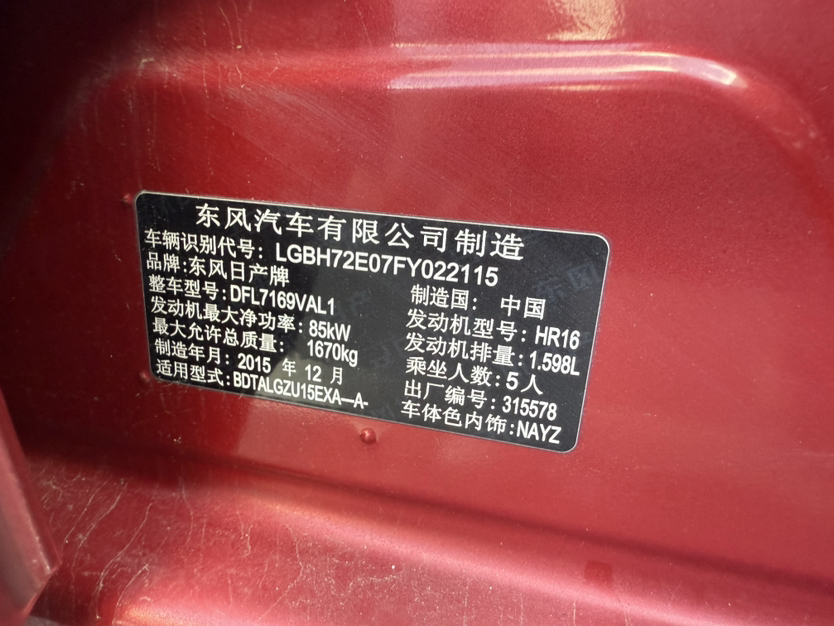 东风汽车有限公司制造
车辆识别代号: LGBH72E07FY022115
品牌:东风日产牌
制造国: 中国
整车型号:DFL7169VAL1
发动机型号:HR16
发动机最大净功率:85kW
发动机排量:1.598L
最大允许总质量: 1670kg
乘坐人数:5人
制造年月: 2015 年 12 月
出厂编号:315578
适用型式:BDTALGZU15EXA—A-
车体色内饰:NAYZ